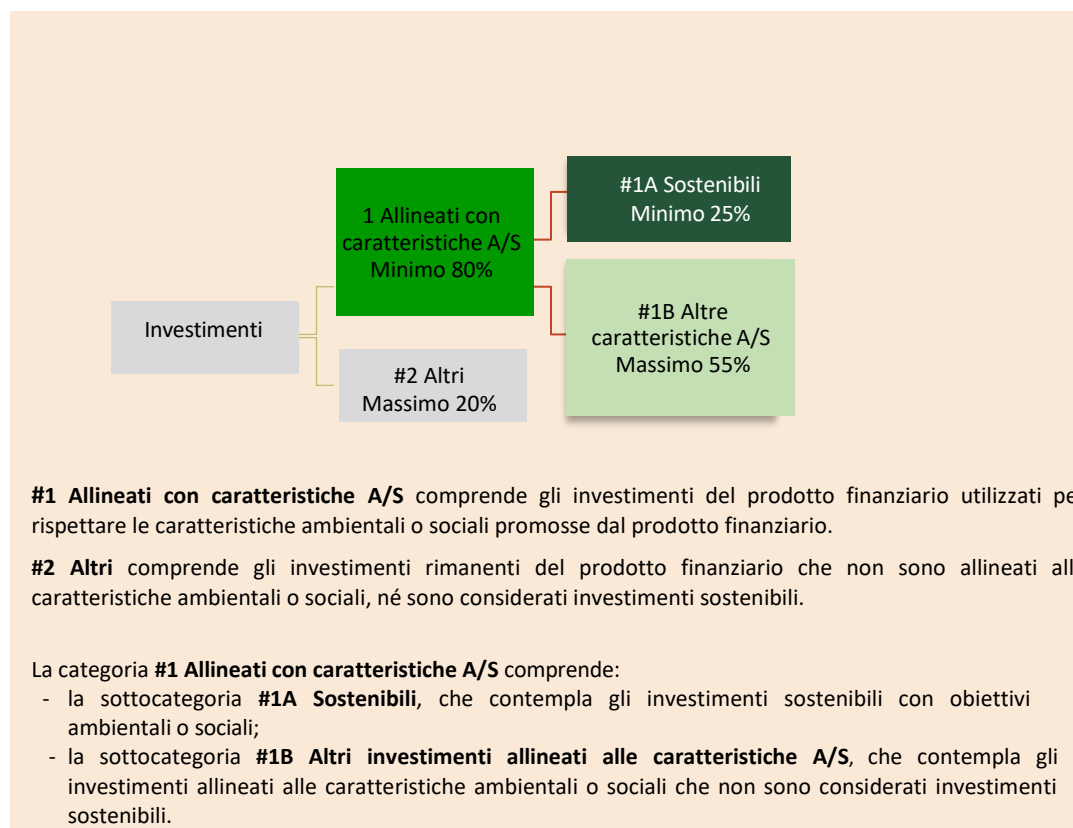 #1A Sostenibili
Minimo 25%
1 Allineati con
caratteristiche A/S
Minimo 80%
#1B Altre
caratteristiche A/S
Massimo 55%
Investimenti
#2 Altri
Massimo 20%
#1 Allineati con caratteristiche A/S comprende gli investimenti del prodotto finanziario utilizzati pe
rispettare le caratteristiche ambientali o sociali promosse dal prodotto finanziario.
#2 Altri comprende gli investimenti rimanenti del prodotto finanziario che non sono allineati all
caratteristiche ambientali o sociali, né sono considerati investimenti sostenibili.
La categoria #1 Allineati con caratteristiche A/S comprende:
- la sottocategoria #1A Sostenibili, che contempla gli investimenti sostenibili con obiettivi
ambientali o sociali;
- la sottocategoria #1B Altri investimenti allineati alle caratteristiche A/S, che contempla gli
investimenti allineati alle caratteristiche ambientali o sociali che non sono considerati investimenti
sostenibili.